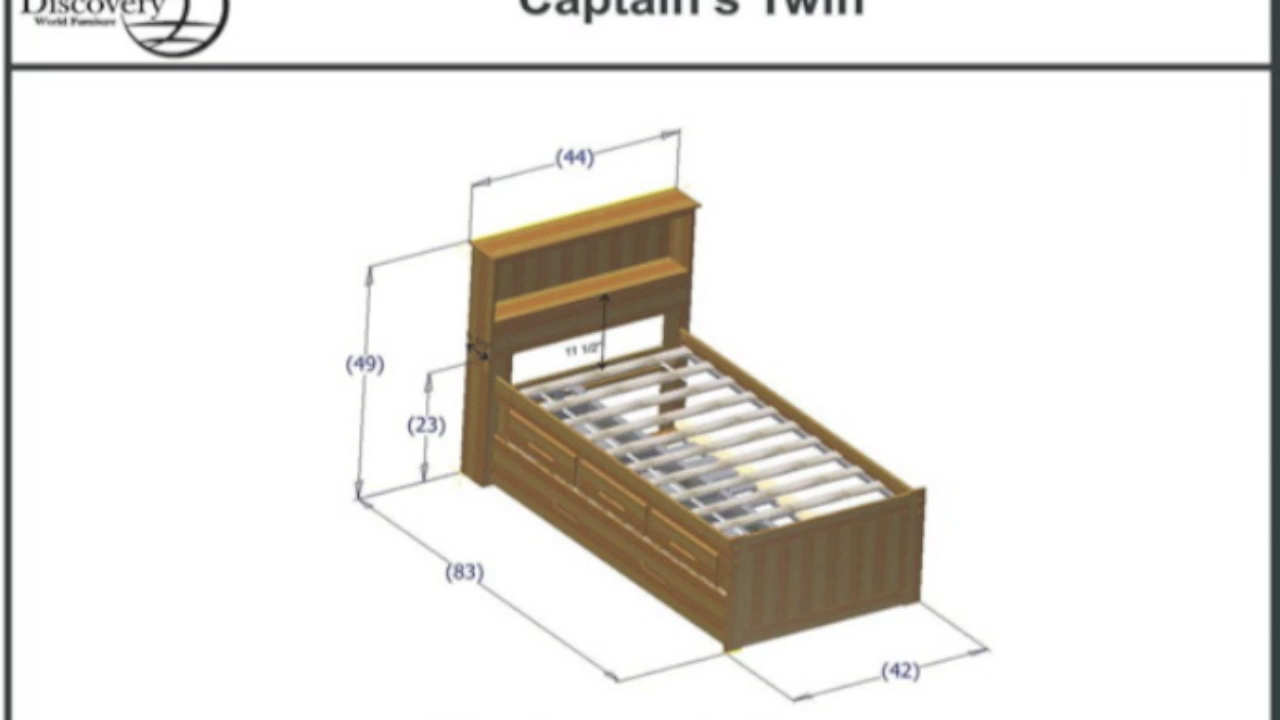 Discovery
World Furniture
Captain's Twin
(44)
(49)
11 1/2"
(23)
(83)
(42)